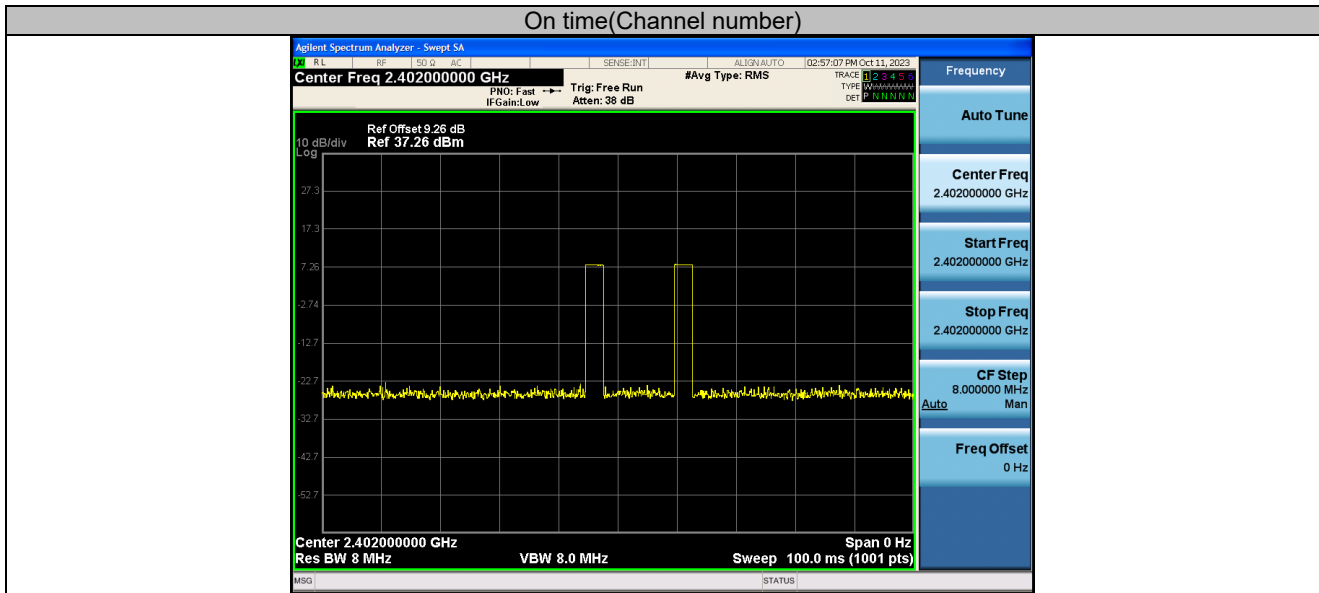 On time(Channel number)
Agilent Spectrum Analyzer - Swept SA
LXI RL RF 50 Ω AC SENSE:INT ALIGN AUTO 02:57:07 PM Oct 11, 2023
Center Freq 2.402000000 GHz
PNO: Fast
IFGain:Low
Trig: Free Run
Atten: 38 dB
#Avg Type: RMS
TRACE 1 2 3 4 5 6
TYPE W
DET P N N N N N
Ref Offset 9.26 dB
10 dB/div Ref 37.26 dBm
Log
27.3
17.3
7.26
-2.74
-12.7
-22.7
-32.7
-42.7
-52.7
Center 2.402000000 GHz Span 0 Hz
Res BW 8 MHz VBW 8.0 MHz Sweep 100.0 ms (1001 pts)
MSG STATUS
Frequency
Auto Tune
Center Freq
2.402000000 GHz
Start Freq
2.402000000 GHz
Stop Freq
2.402000000 GHz
CF Step
8.000000 MHz
Auto Man
Freq Offset
0 Hz